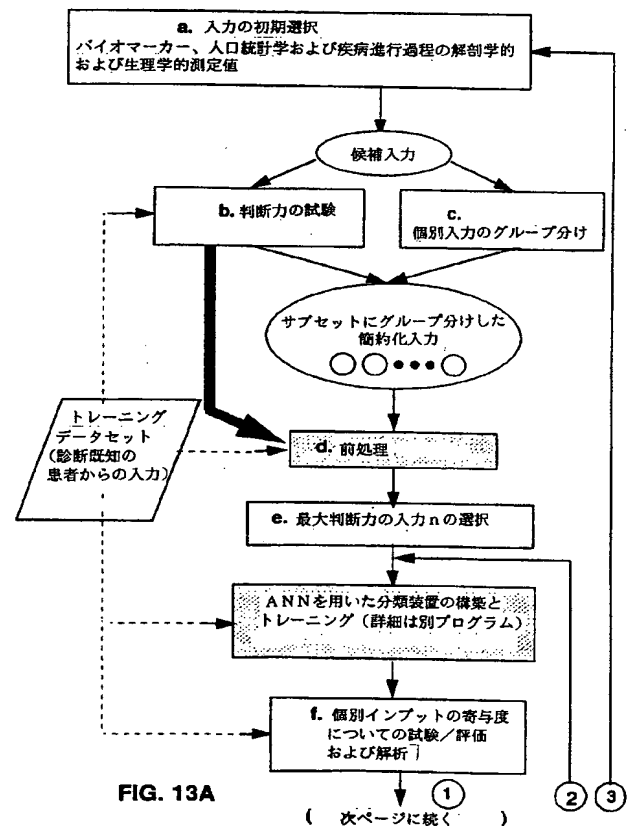 a. 入力の初期選択
バイオマーカー、人口統計学および疾病進行過程の解剖学的
および生理学的測定値
候補入力
b. 判断力の試験
c.
個別入力のグループ分け
サブセットにグループ分けした
簡約化入力
トレーニング
データセット
(診断既知の
患者からの入力)
d. 前処理
e. 最大判断力の入力nの選択
ANNを用いた分類装置の構築と
トレーニング(詳細は別プログラム)
f. 個別インプットの寄与度
についての試験/評価
および解析
FIG. 13A
1
2
3
( 次ページに続く )